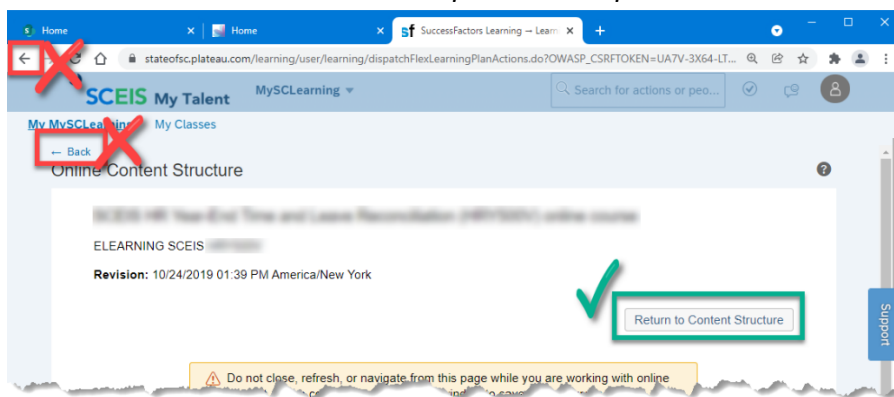 Home
Home
SuccessFactors Learning – Learn
stateofsc.plateau.com/learning/user/learning/dispatchFlexLearningPlanActions.do?OWASP_CSRFTOKEN=UA7V-3X64-LT...
SCEIS My Talent
MySCLearning
Search for actions or peo...
My MySCLearning
My Classes
← Back
Online Content Structure
ELEARNING SCEIS
Revision: 10/24/2019 01:39 PM America/New York
Return to Content Structure
Support
Do not close, refresh, or navigate from this page while you are working with online